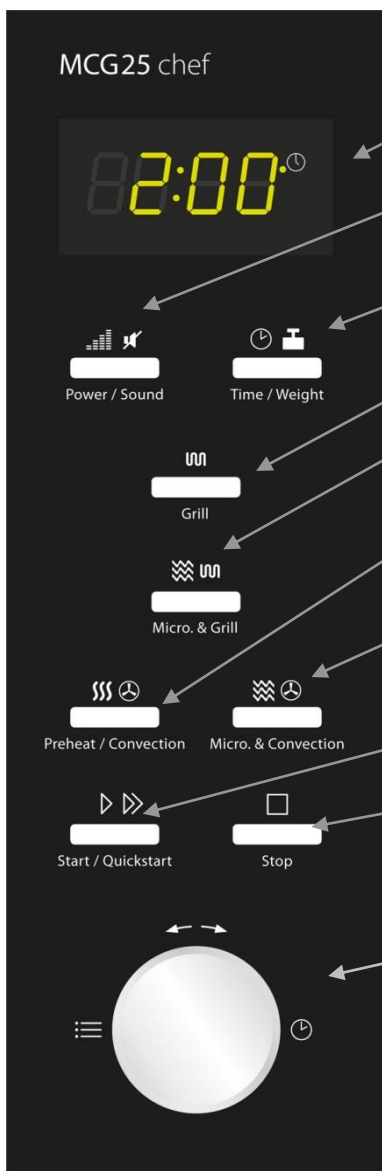 MCG25 chef
2:00
Power / Sound
Time / Weight
Grill
Micro. & Grill
Preheat / Convection
Micro. & Convection
Start / Quickstart
Stop